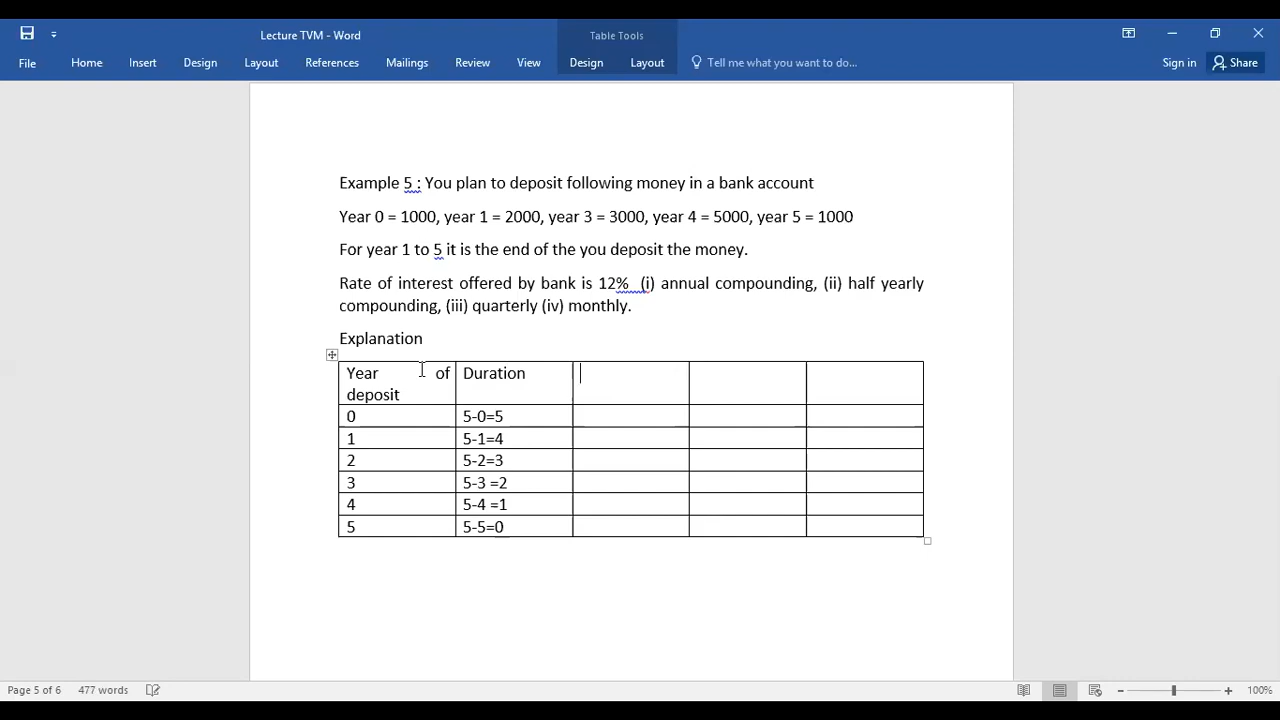 Lecture TVM - Word
Table Tools
File Home Insert Design Layout References Mailings Review View Design Layout Tell me what you want to do... Sign in Share
Example 5 : You plan to deposit following money in a bank account
Year 0 = 1000, year 1 = 2000, year 3 = 3000, year 4 = 5000, year 5 = 1000
For year 1 to 5 it is the end of the you deposit the money.
Rate of interest offered by bank is 12% (i) annual compounding, (ii) half yearly
compounding, (iii) quarterly (iv) monthly.
Explanation
Year of Duration
deposit
0 5-0=5
1 5-1=4
2 5-2=3
3 5-3 =2
4 5-4 =1
5 5-5=0
Page 5 of 6 477 words 100%